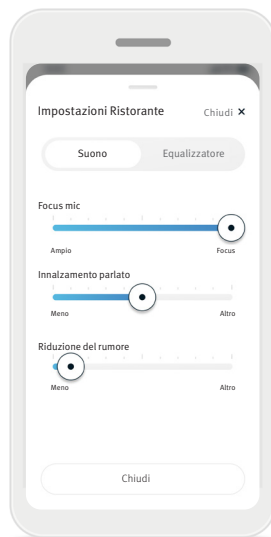 Impostazioni Ristorante Chiudi ×
Suono Equalizzatore
Focus mic
Ampio Focus
Innalzamento parlato
Meno Altro
Riduzione del rumore
Meno Altro
Chiudi